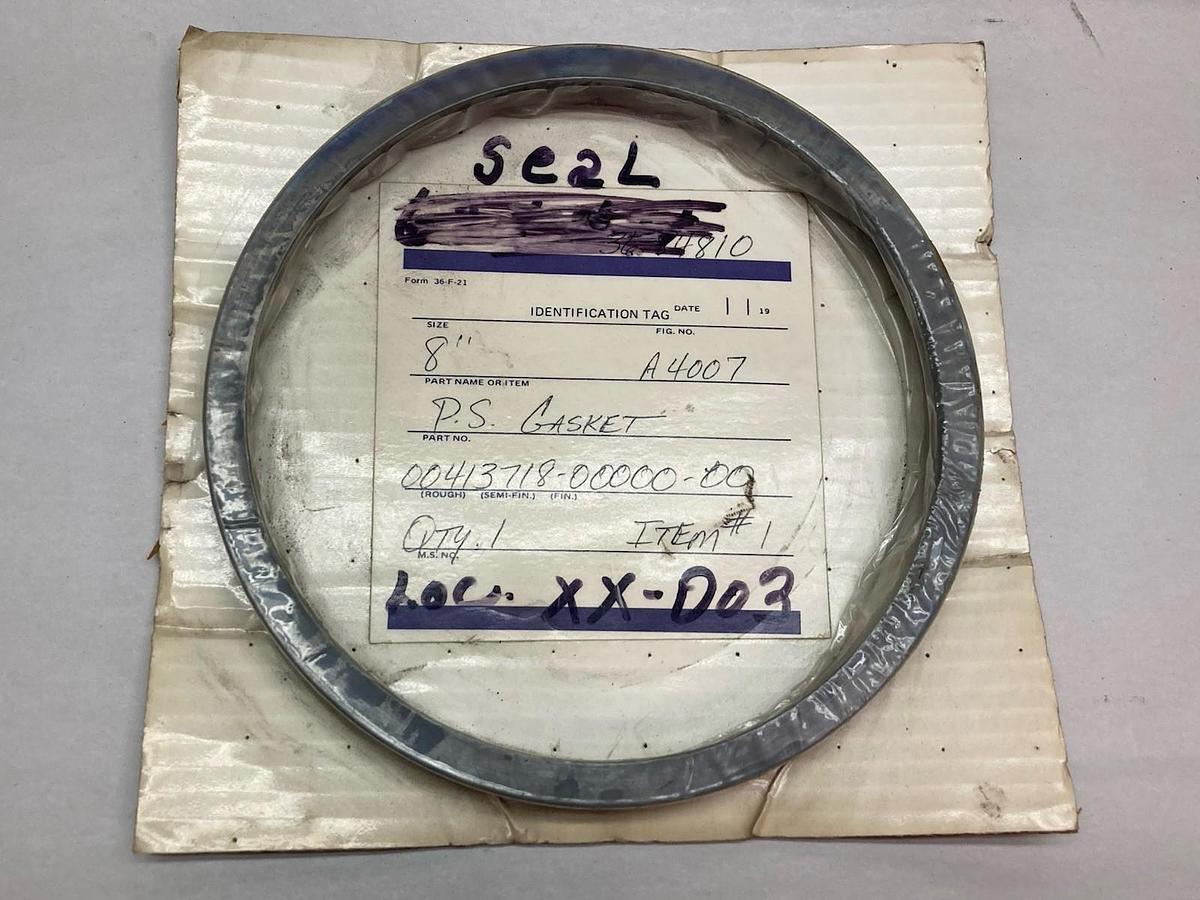 seaL
4810
Form 36-F-21
IDENTIFICATION TAG DATE 11 19
SIZE FIG. NO.
8" A4007
PART NAME OR ITEM
P.S. GASKET
PART NO.
00413718-00000-00
(ROUGH) (SEMI-FIN.) (FIN.)
QTY. 1 ITEM # 1
M.S. NO.
Loc. XX-D03